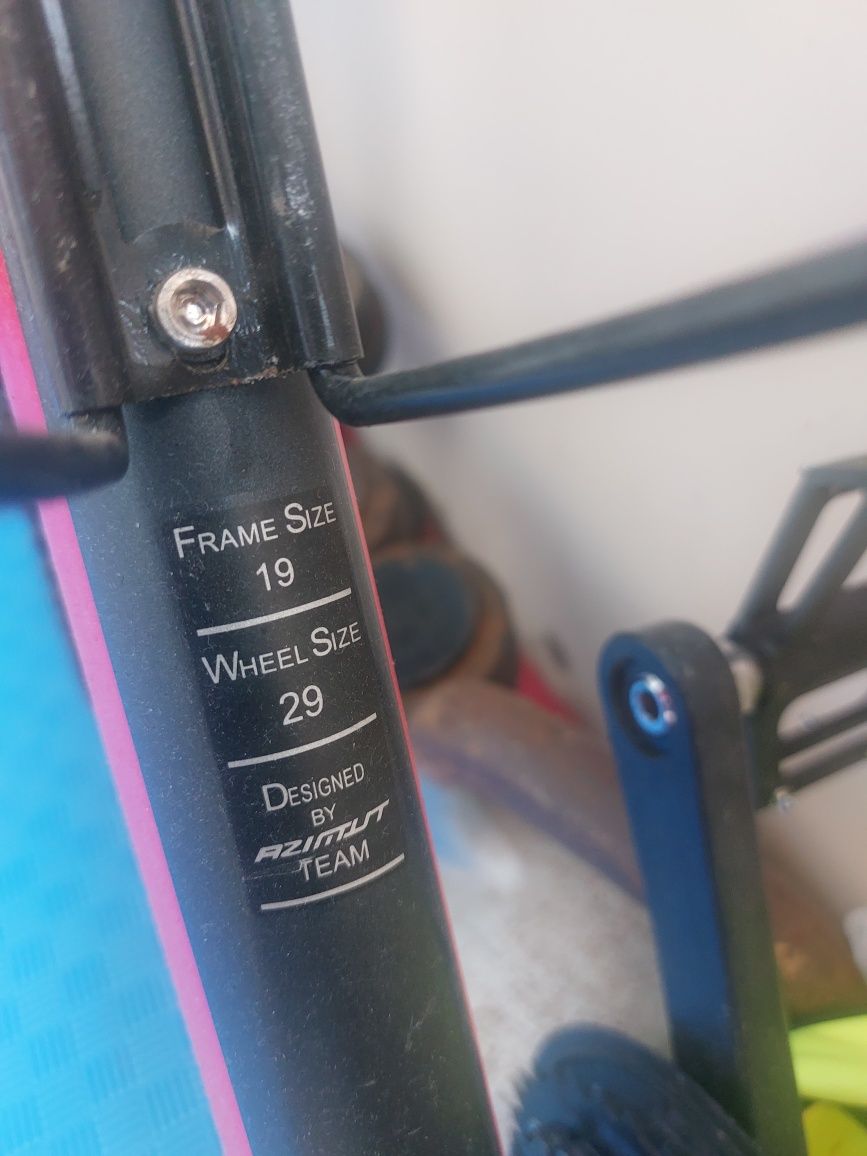 FRAME SIZE
19
WHEEL SIZE
29
DESIGNED
BY
AZIMUT
TEAM